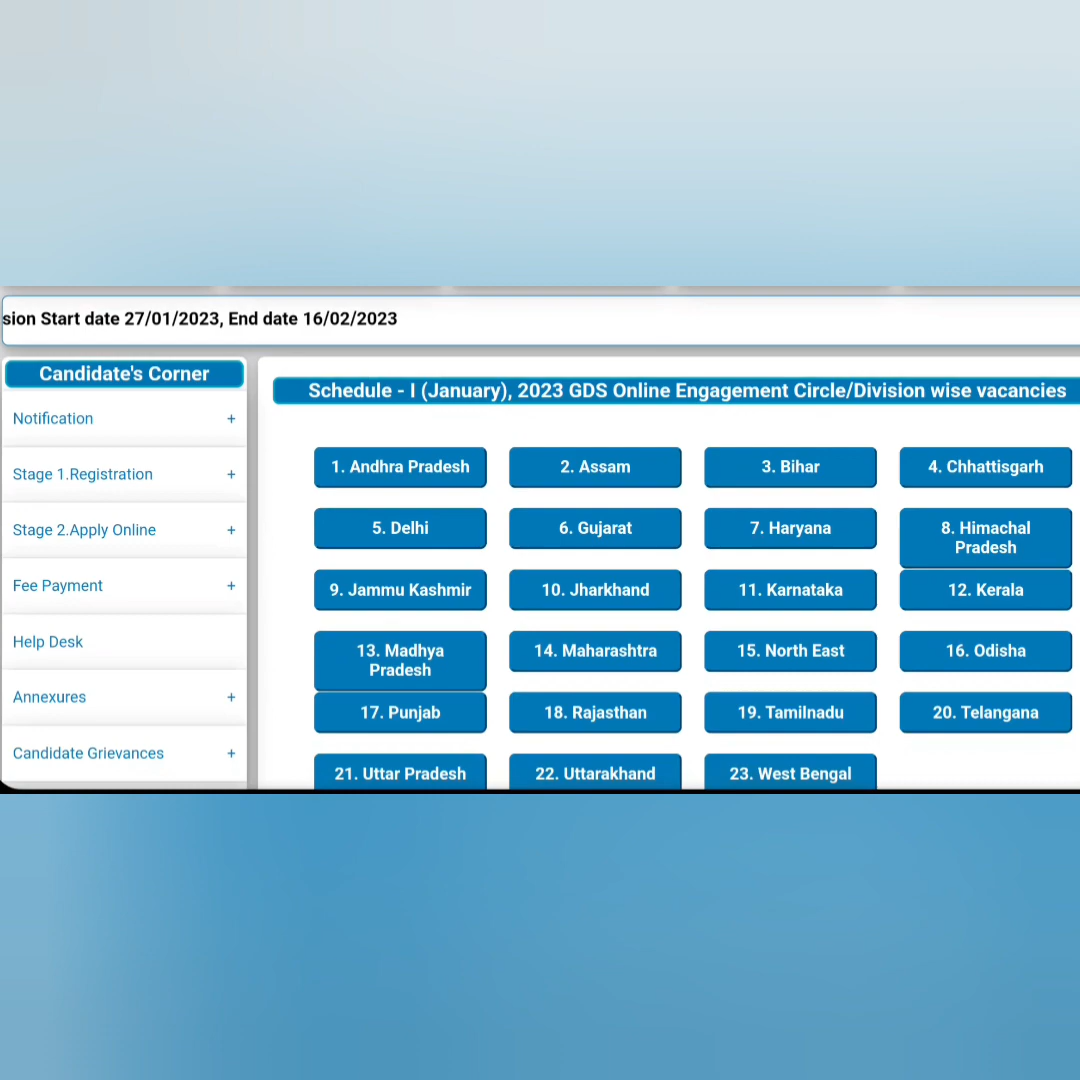 sion Start date 27/01/2023, End date 16/02/2023
Candidate's Corner
Notification +
Stage 1.Registration +
Stage 2.Apply Online +
Fee Payment +
Help Desk
Annexures +
Candidate Grievances +
Schedule - I (January), 2023 GDS Online Engagement Circle/Division wise vacancies
1. Andhra Pradesh
2. Assam
3. Bihar
4. Chhattisgarh
5. Delhi
6. Gujarat
7. Haryana
8. Himachal
Pradesh
9. Jammu Kashmir
10. Jharkhand
11. Karnataka
12. Kerala
13. Madhya
Pradesh
14. Maharashtra
15. North East
16. Odisha
17. Punjab
18. Rajasthan
19. Tamilnadu
20. Telangana
21. Uttar Pradesh
22. Uttarakhand
23. West Bengal